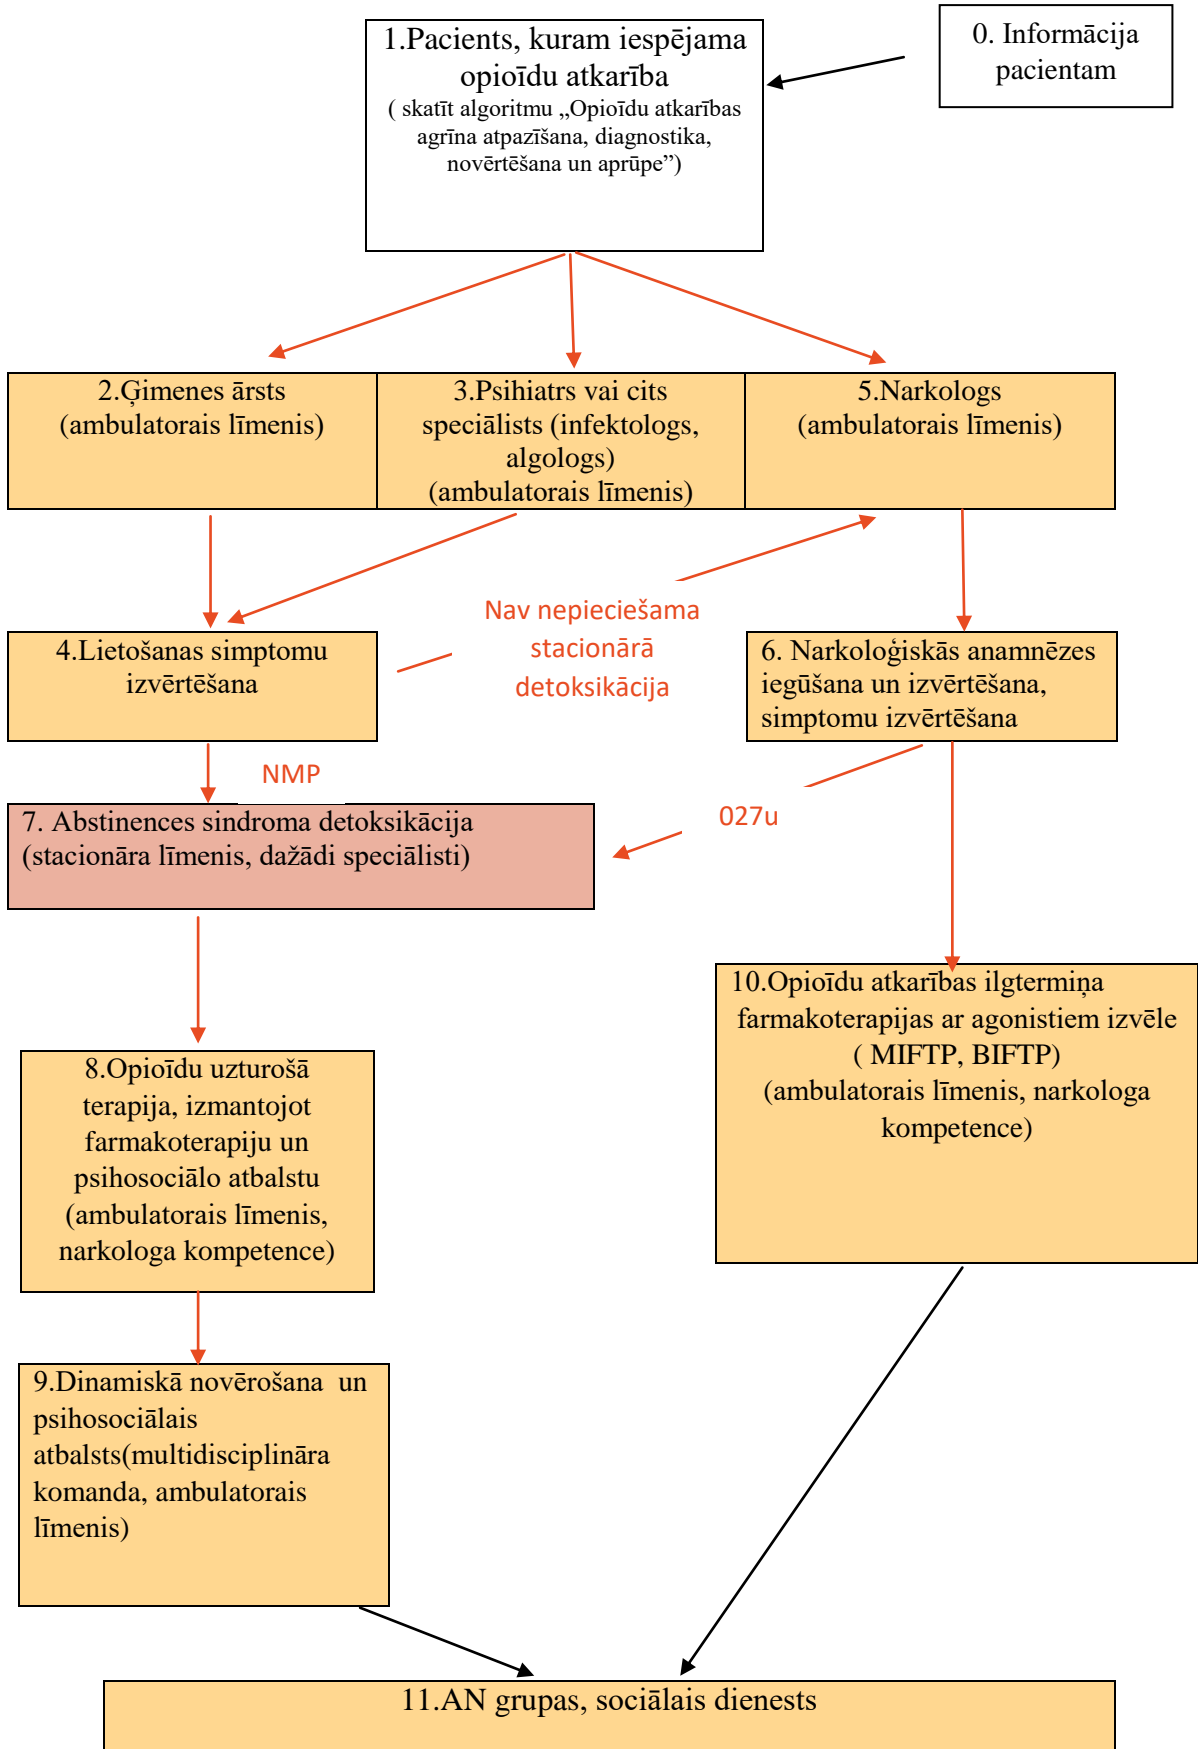 0. Informācija
pacientam
1.Pacients, kuram iespējama
opioīdu atkarība
( skatīt algoritmu „Opioīdu atkarības
agrīna atpazīšana, diagnostika,
novērtēšana un aprūpe”)
2.Ģimenes ārsts
(ambulatorais līmenis)
3.Psihiatrs vai cits
speciālists (infektologs,
algologs)
(ambulatorais līmenis)
5.Narkologs
(ambulatorais līmenis)
Nav nepieciešama
stacionārā
detoksikācija
4.Lietošanas simptomu
izvērtēšana
6. Narkoloģiskās anamnēzes
iegūšana un izvērtēšana,
simptomu izvērtēšana
NMP
027u
7. Abstinences sindroma detoksikācija
(stacionāra līmenis, dažādi speciālisti)
10.Opioīdu atkarības ilgtermiņa
farmakoterapijas ar agonistiem izvēle
( MIFTP, BIFTP)
(ambulatorais līmenis, narkologa
kompetence)
8.Opioīdu uzturošā
terapija, izmantojot
farmakoterapiju un
psihosociālo atbalstu
(ambulatorais līmenis,
narkologa kompetence)
9.Dinamiskā novērošana  un
psihosociālais
atbalsts(multidisciplināra
komanda, ambulatorais
līmenis)
11.AN grupas, sociālais dienests